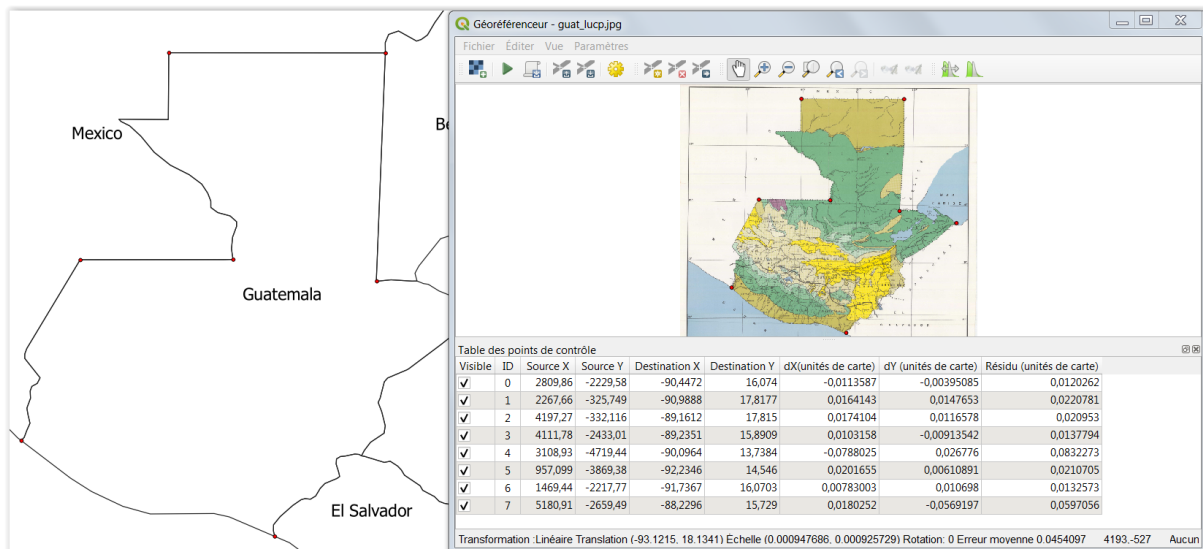 Mexico
Be
Guatemala
El Salvador
Géoréférenceur - guat_lucp.jpg
Fichier Éditer Vue Paramètres
Table des points de contrôle
Visible ID Source X Source Y Destination X Destination Y dX(unités de carte) dY (unités de carte) Résidu (unités de carte)
0 2809,86 -2229,58 -90,4472 16,074 -0,0113587 -0,00395085 0,0120262
1 2267,66 -325,749 -90,9888 17,8177 0,0164143 0,0147653 0,0220781
2 4197,27 -332,116 -89,1612 17,815 0,0174104 0,0116578 0,020953
3 4111,78 -2433,01 -89,2351 15,8909 0,0103158 -0,00913542 0,0137794
4 3108,93 -4719,44 -90,0964 13,7384 -0,0788025 0,026776 0,0832273
5 957,099 -3869,38 -92,2346 14,546 0,0201655 0,00610891 0,0210705
6 1469,44 -2217,77 -91,7367 16,0703 0,00783003 0,010698 0,0132573
7 5180,91 -2659,49 -88,2296 15,729 0,0180252 -0,0569197 0,0597056
Transformation :Linéaire Translation (-93.1215, 18.1341) Echelle (0.000947686, 0.000925729) Rotation: 0 Erreur moyenne 0.0454097 4193,-527 Aucun